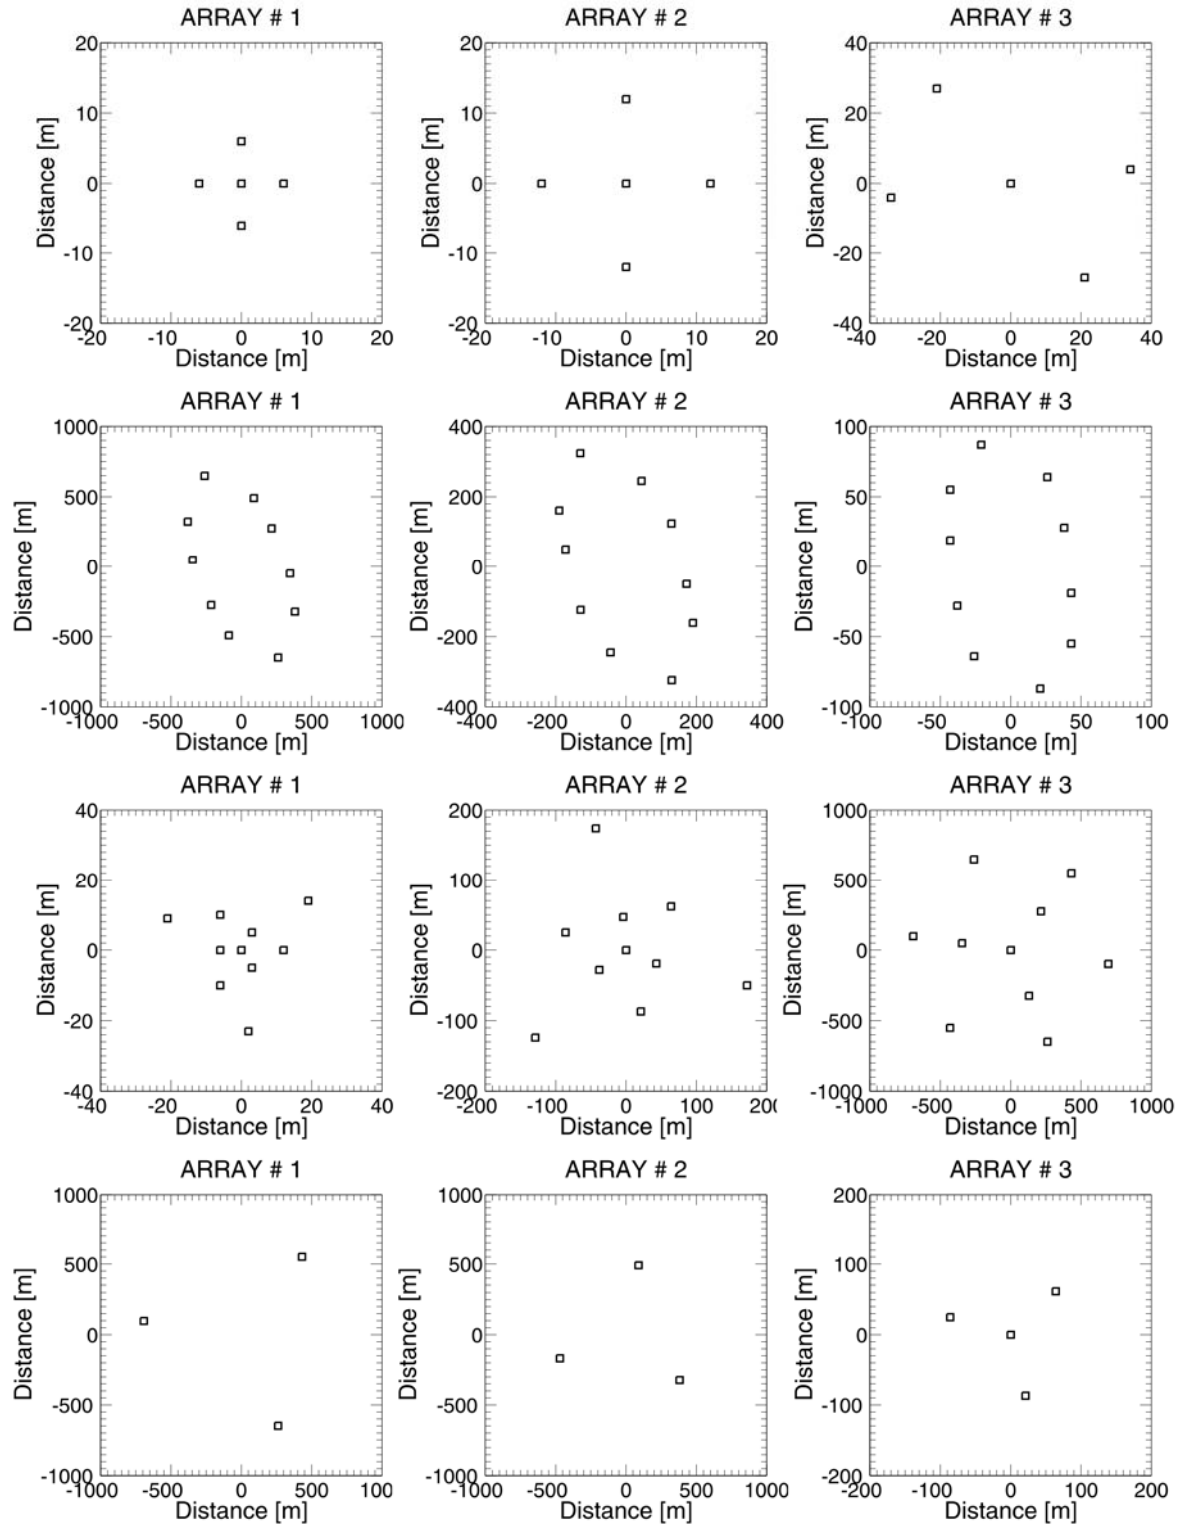 ARRAY # 1 ARRAY # 2 ARRAY # 3
20 20 40
10 10 20
0 0 0
-10 -10 -20
-20 -20 -40
Distance [m] Distance [m] Distance [m]
-20 -10 0 10 20 -20 -10 0 10 20 -40 -20 0 20 40
Distance [m] Distance [m] Distance [m]
ARRAY # 1 ARRAY # 2 ARRAY # 3
1000 400 100
500 200 50
0 0 0
-500 -200 -50
-1000 -400 -100
Distance [m] Distance [m] Distance [m]
-1000 -500 0 500 1000 -400 -200 0 200 400 -100 -50 0 50 100
Distance [m] Distance [m] Distance [m]
ARRAY # 1 ARRAY # 2 ARRAY # 3
40 200 1000
20 100 500
0 0 0
-20 -100 -500
-40 -200 -1000
Distance [m] Distance [m] Distance [m]
-40 -20 0 20 40 -200 -100 0 100 200 -1000 -500 0 500 1000
Distance [m] Distance [m] Distance [m]
ARRAY # 1 ARRAY # 2 ARRAY # 3
1000 1000 200
500 500 100
0 0 0
-500 -500 -100
-1000 -1000 -200
Distance [m] Distance [m] Distance [m]
-1000 -500 0 500 100 -1000 -500 0 500 1000 -200 -100 0 100 200
Distance [m] Distance [m] Distance [m]